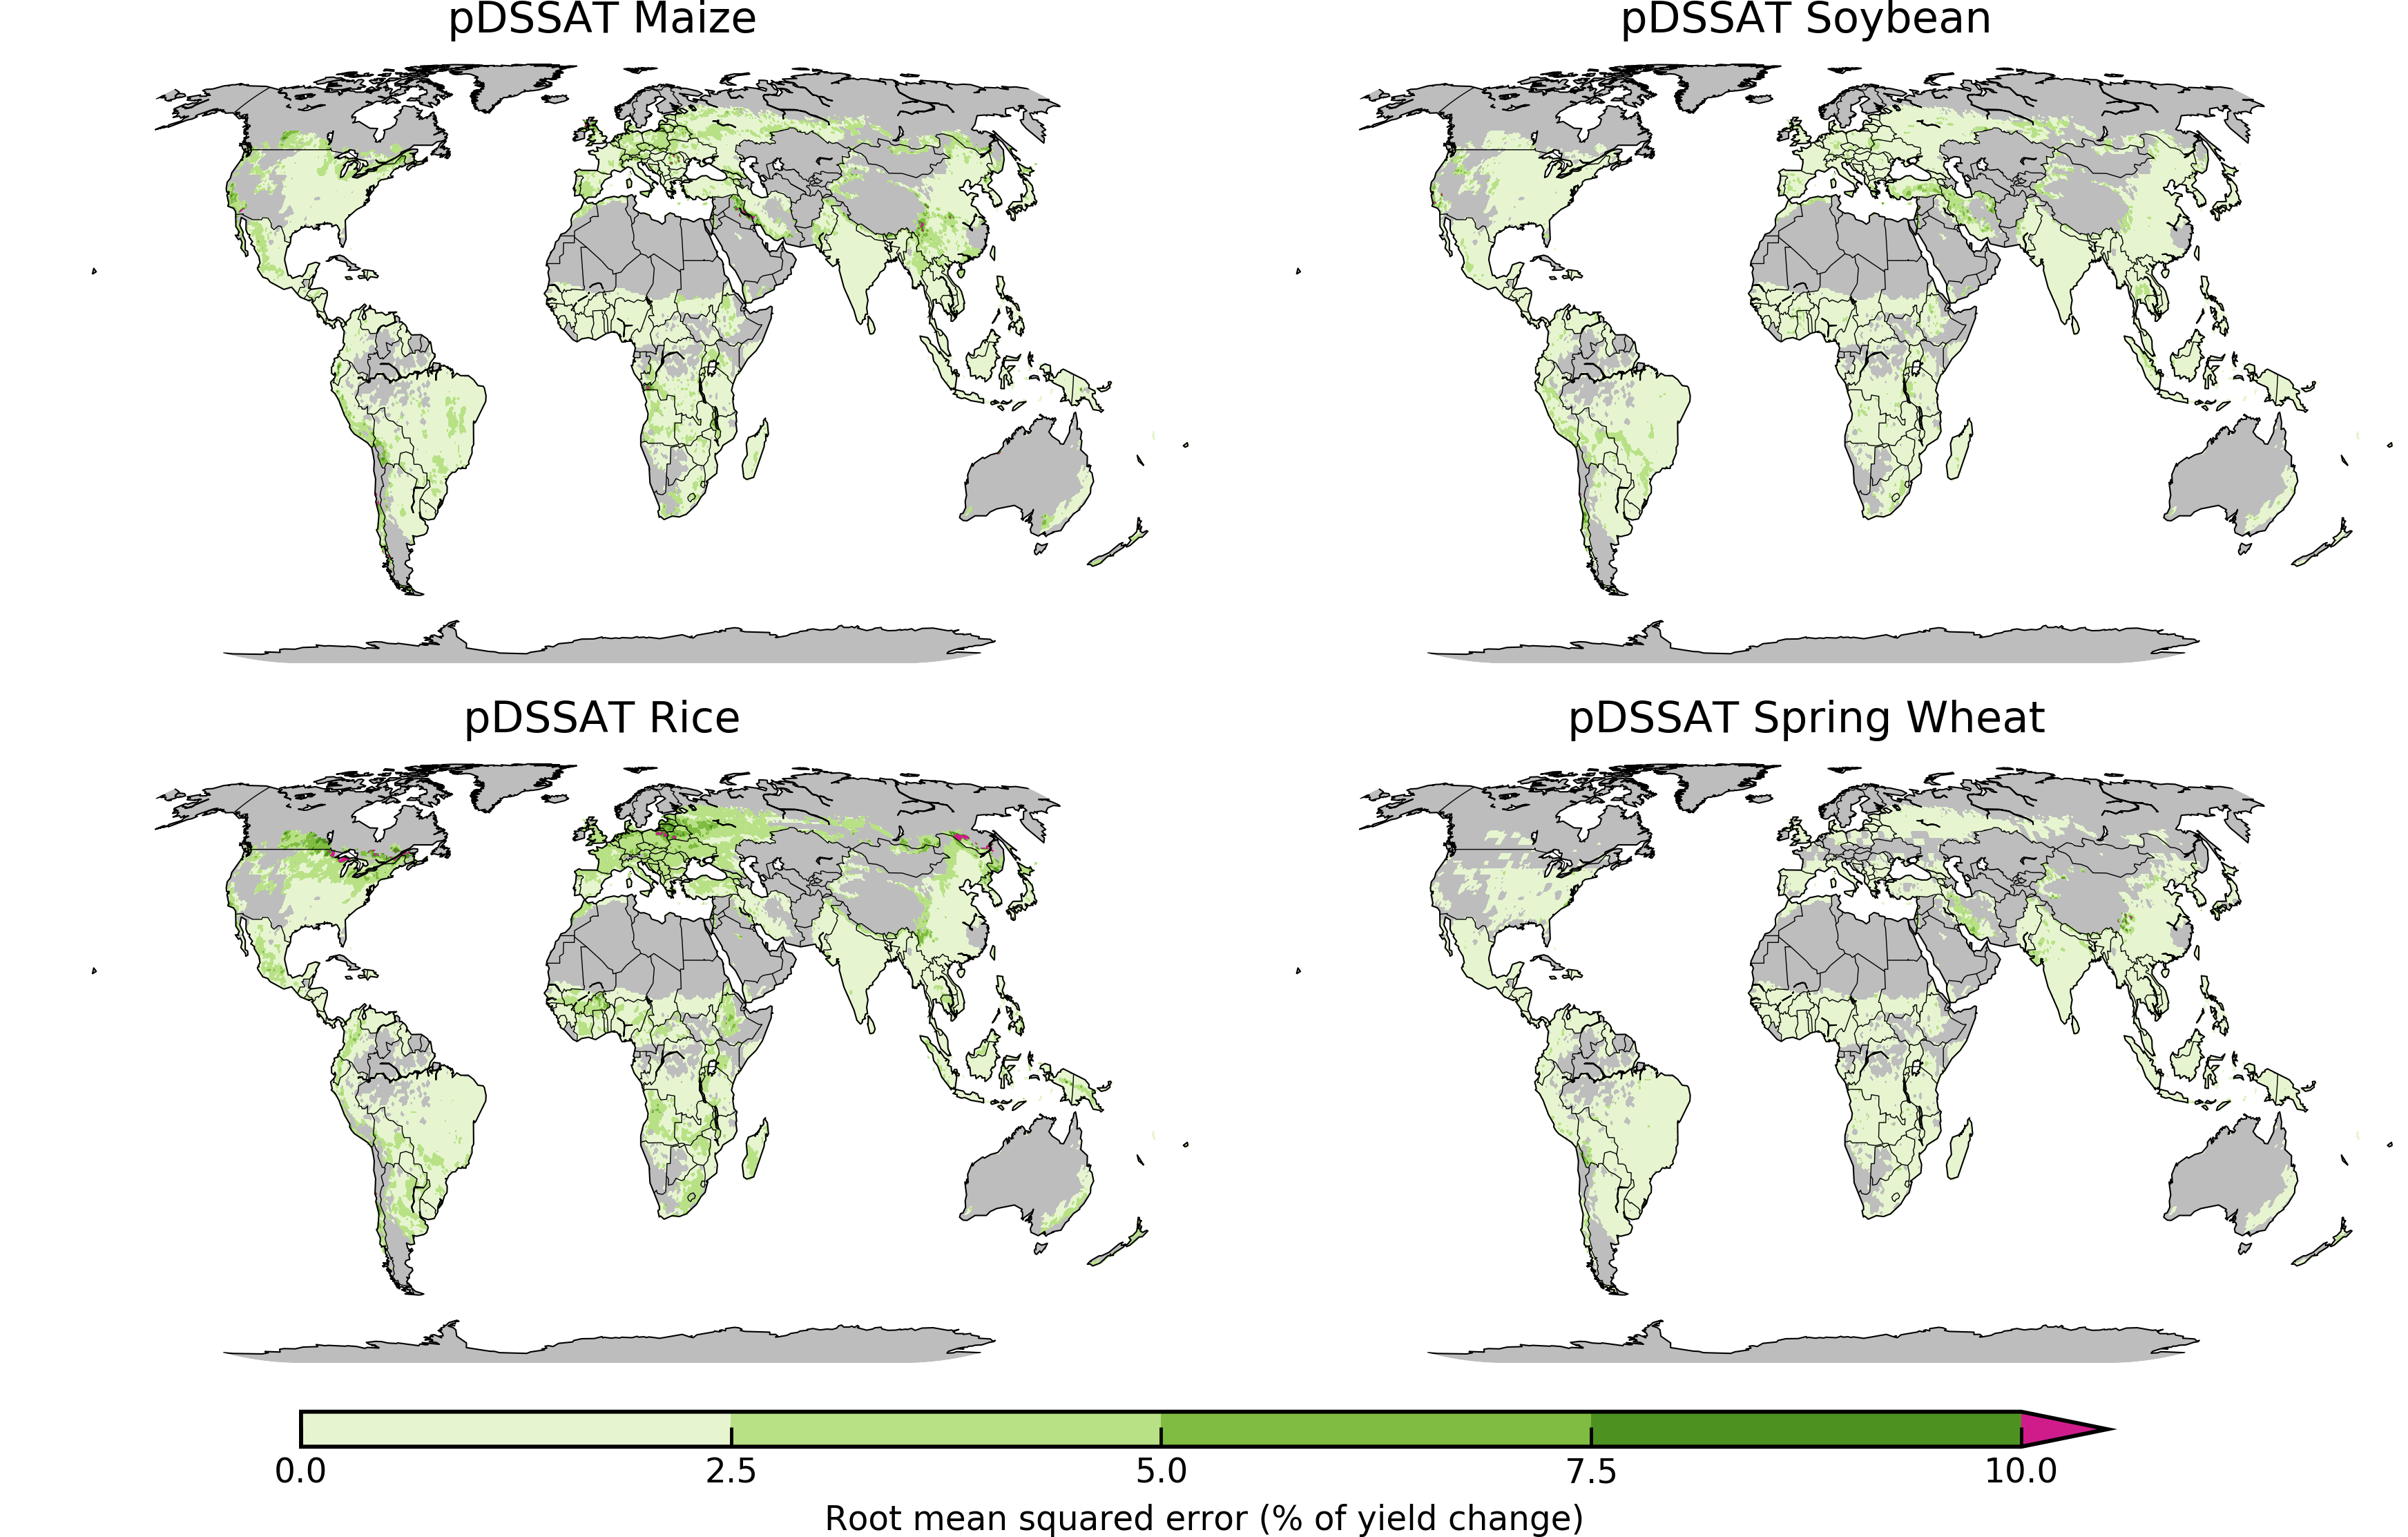 pDSSAT Maize
pDSSAT Soybean
pDSSAT Rice
pDSSAT Spring Wheat
0.0 2.5 5.0 7.5 10.0
Root mean squared error (% of yield change)